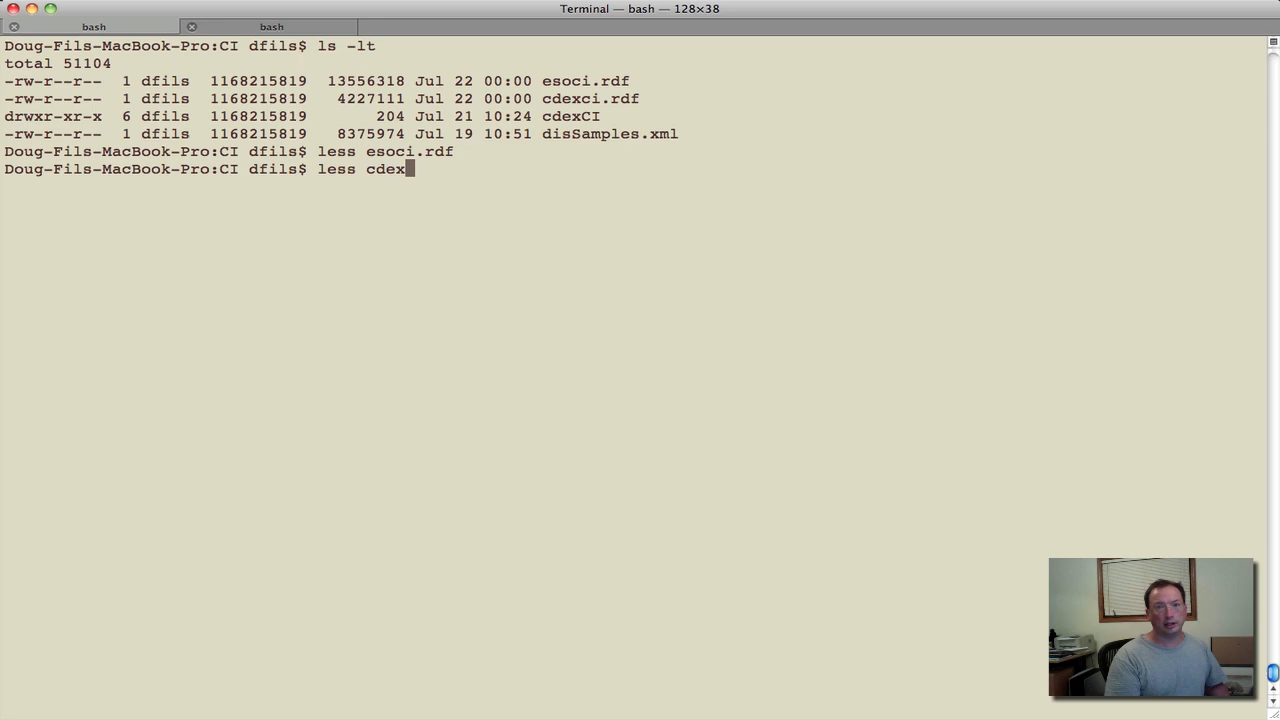 Terminal — bash — 128×38
bash bash
Doug-Fils-MacBook-Pro:CI dfils$ ls -lt
total 51104
-rw-r--r-- 1 dfils 1168215819 13556318 Jul 22 00:00 esoci.rdf
-rw-r--r-- 1 dfils 1168215819 4227111 Jul 22 00:00 cdexci.rdf
drwxr-xr-x 6 dfils 1168215819 204 Jul 21 10:24 cdexCI
-rw-r--r-- 1 dfils 1168215819 8375974 Jul 19 10:51 disSamples.xml
Doug-Fils-MacBook-Pro:CI dfils$ less esoci.rdf
Doug-Fils-MacBook-Pro:CI dfils$ less cdex